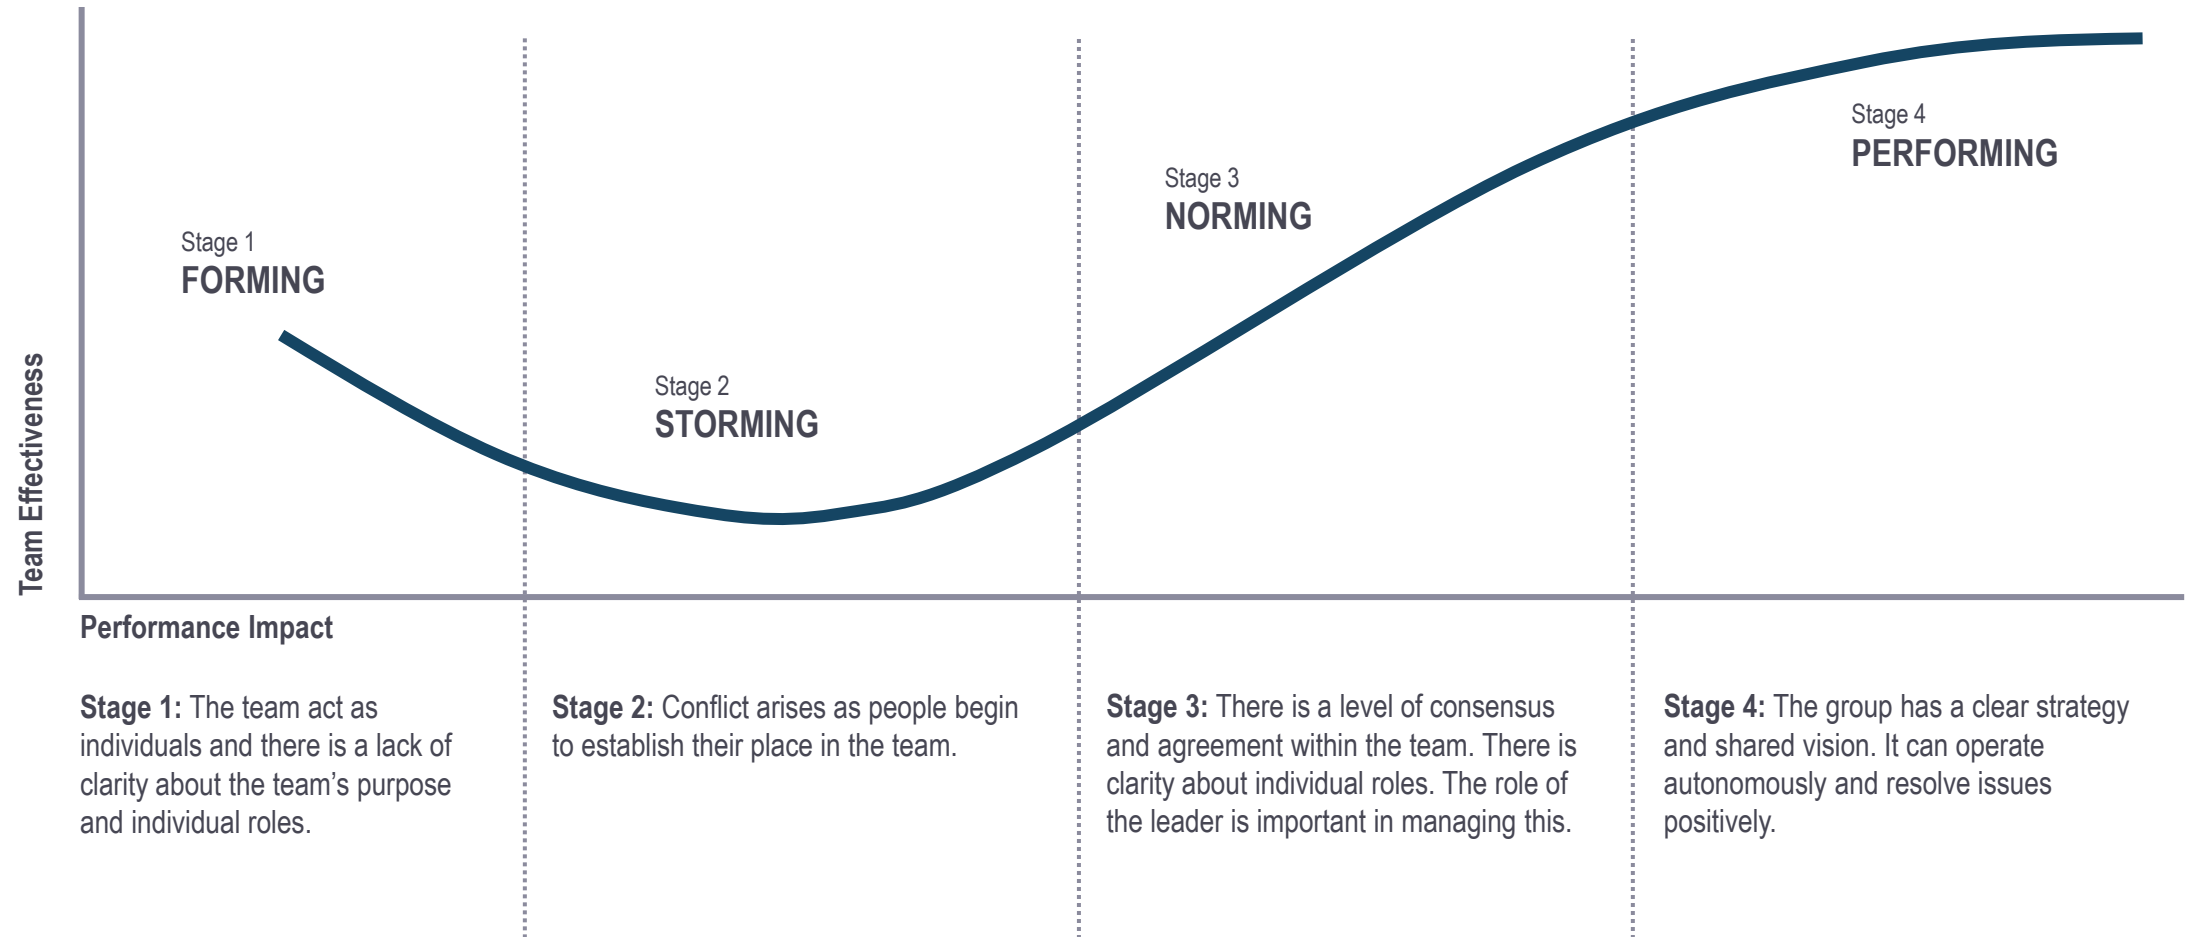 Stage 1
FORMING
Stage 2
STORMING
Stage 3
NORMING
Stage 4
PERFORMING
Team Effectiveness
Performance Impact
Stage 1: The team act as
individuals and there is a lack of
clarity about the team’s purpose
and individual roles.
Stage 2: Conflict arises as people begin
to establish their place in the team.
Stage 3: There is a level of consensus
and agreement within the team. There is
clarity about individual roles. The role of
the leader is important in managing this.
Stage 4: The group has a clear strategy
and shared vision. It can operate
autonomously and resolve issues
positively.